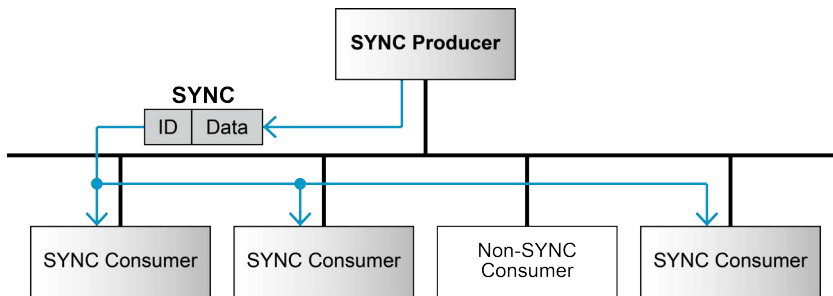 SYNC Producer
SYNC
ID Data
SYNC Consumer
SYNC Consumer
Non-SYNC
Consumer
SYNC Consumer